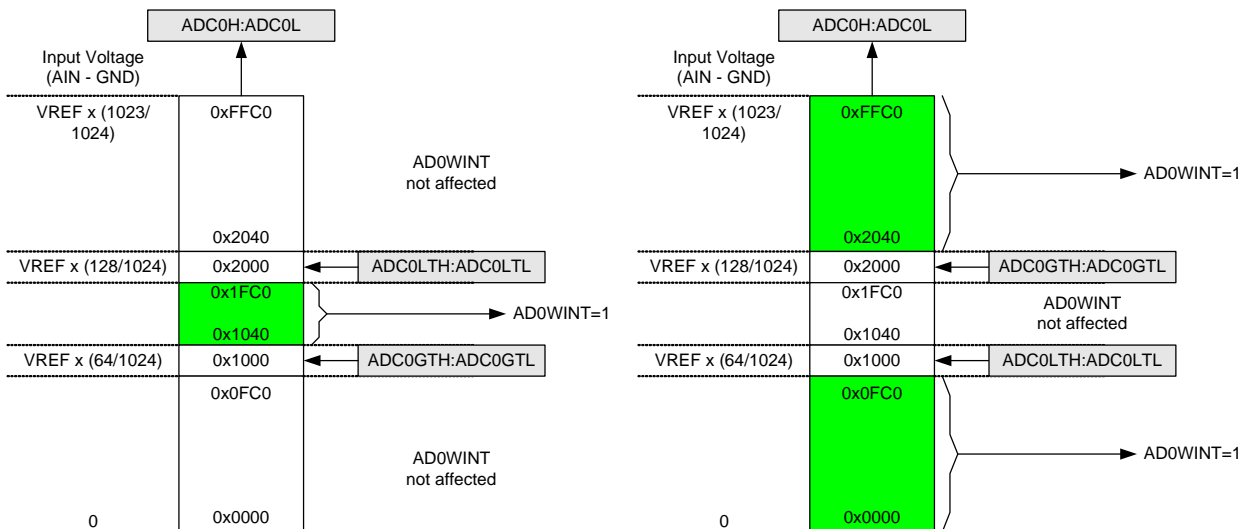 ADC0H:ADC0L
Input Voltage
(AIN - GND)
VREF x (1023/
1024)
0xFFC0
AD0WINT
not affected
0x2040
VREF x (128/1024)
0x2000
ADC0LTH:ADC0LTL
0x1FC0
AD0WINT=1
0x1040
VREF x (64/1024)
0x1000
ADC0GTH:ADC0GTL
0x0FC0
AD0WINT
not affected
0
0x0000
ADC0H:ADC0L
Input Voltage
(AIN - GND)
VREF x (1023/
1024)
0xFFC0
AD0WINT=1
0x2040
VREF x (128/1024)
0x2000
ADC0GTH:ADC0GTL
0x1FC0
AD0WINT
not affected
0x1040
VREF x (64/1024)
0x1000
ADC0LTH:ADC0LTL
0x0FC0
AD0WINT=1
0
0x0000